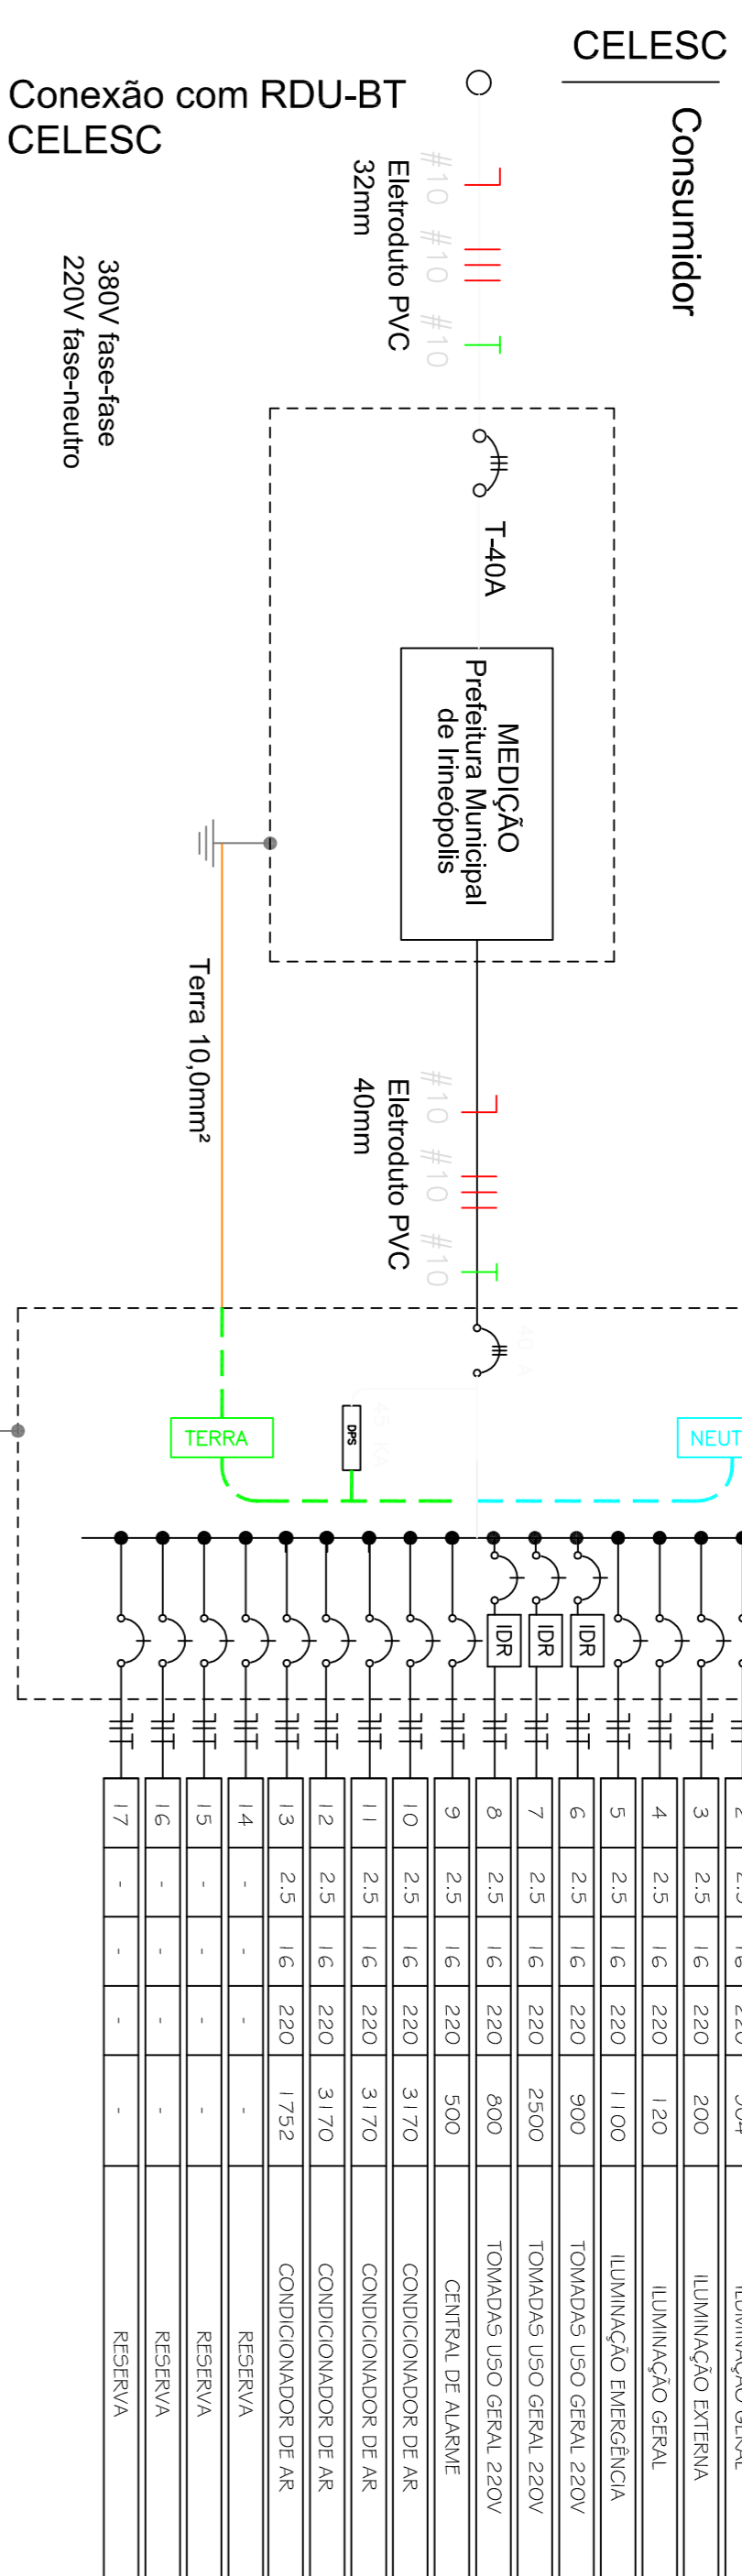 CELESC
Consumidor
Conexão com RDU-BT
CELESC
#10 #10 #10
Eletroduto PVC
32mm
380V fase-fase
220V fase-neutro
T-40A
MEDIÇÃO
Prefeitura Municipal
de Irineópolis
Terra 10,0mm²
#10 #10 #10
Eletroduto PVC
40mm
40 A
45 KA
DPS
TERRA
NEUT
IDR
IDR
IDR
3 2.5 16 220 200 ILUMINAÇÃO EXTERNA
4 2.5 16 220 120 ILUMINAÇÃO GERAL
5 2.5 16 220 1100 ILUMINAÇÃO EMERGÊNCIA
6 2.5 16 220 900 TOMADAS USO GERAL 220V
7 2.5 16 220 2500 TOMADAS USO GERAL 220V
8 2.5 16 220 800 TOMADAS USO GERAL 220V
9 2.5 16 220 500 CENTRAL DE ALARME
10 2.5 16 220 3170 CONDICIONADOR DE AR
11 2.5 16 220 3170 CONDICIONADOR DE AR
12 2.5 16 220 3170 CONDICIONADOR DE AR
13 2.5 16 220 1752 CONDICIONADOR DE AR
14 - - - - RESERVA
15 - - - - RESERVA
16 - - - - RESERVA
17 - - - - RESERVA